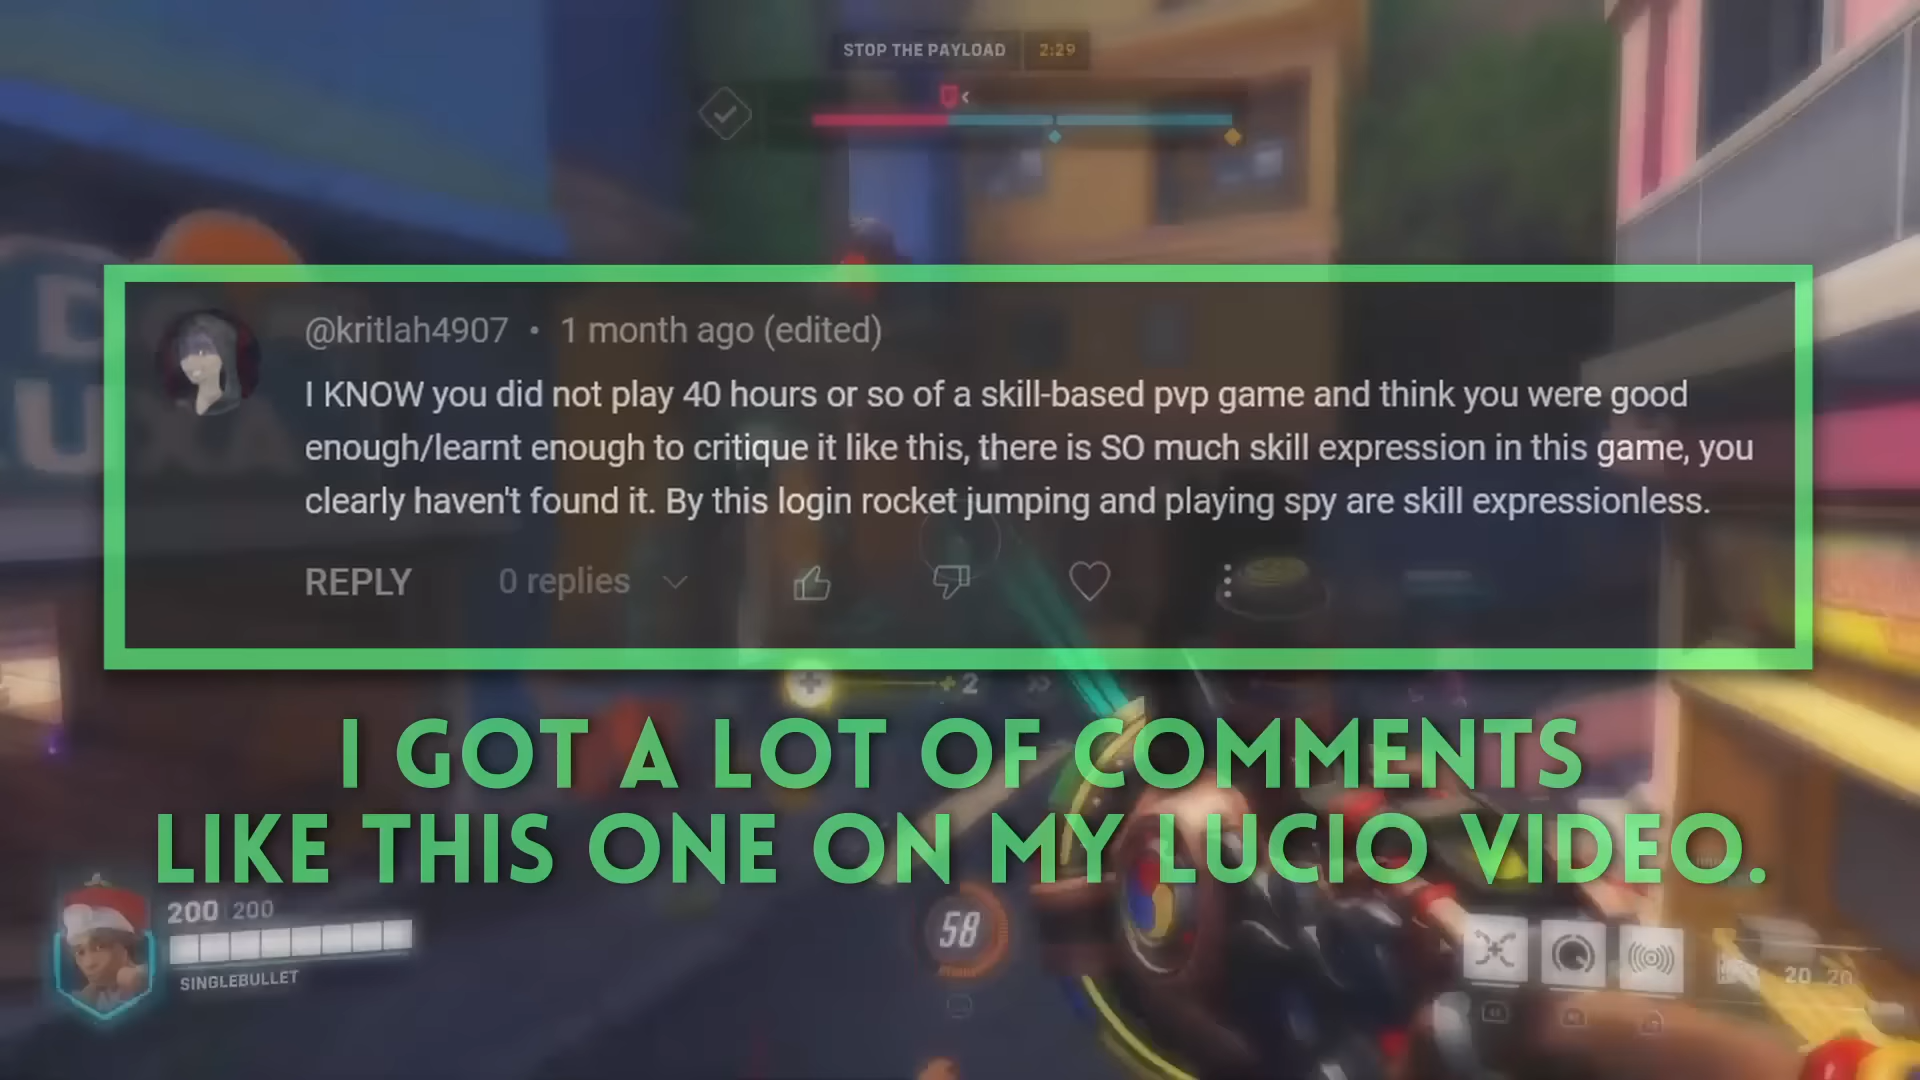 STOP THE PAYLOAD 2:29
@kritlah4907 • 1 month ago (edited)
I KNOW you did not play 40 hours or so of a skill-based pvp game and think you were good
enough/learnt enough to critique it like this, there is SO much skill expression in this game, you
clearly haven't found it. By this login rocket jumping and playing spy are skill expressionless.
REPLY 0 replies
+ 2
I GOT A LOT OF COMMENTS
LIKE THIS ONE ON MY LUCIO VIDEO.
200 200
SINGLEBULLET
58
20 20